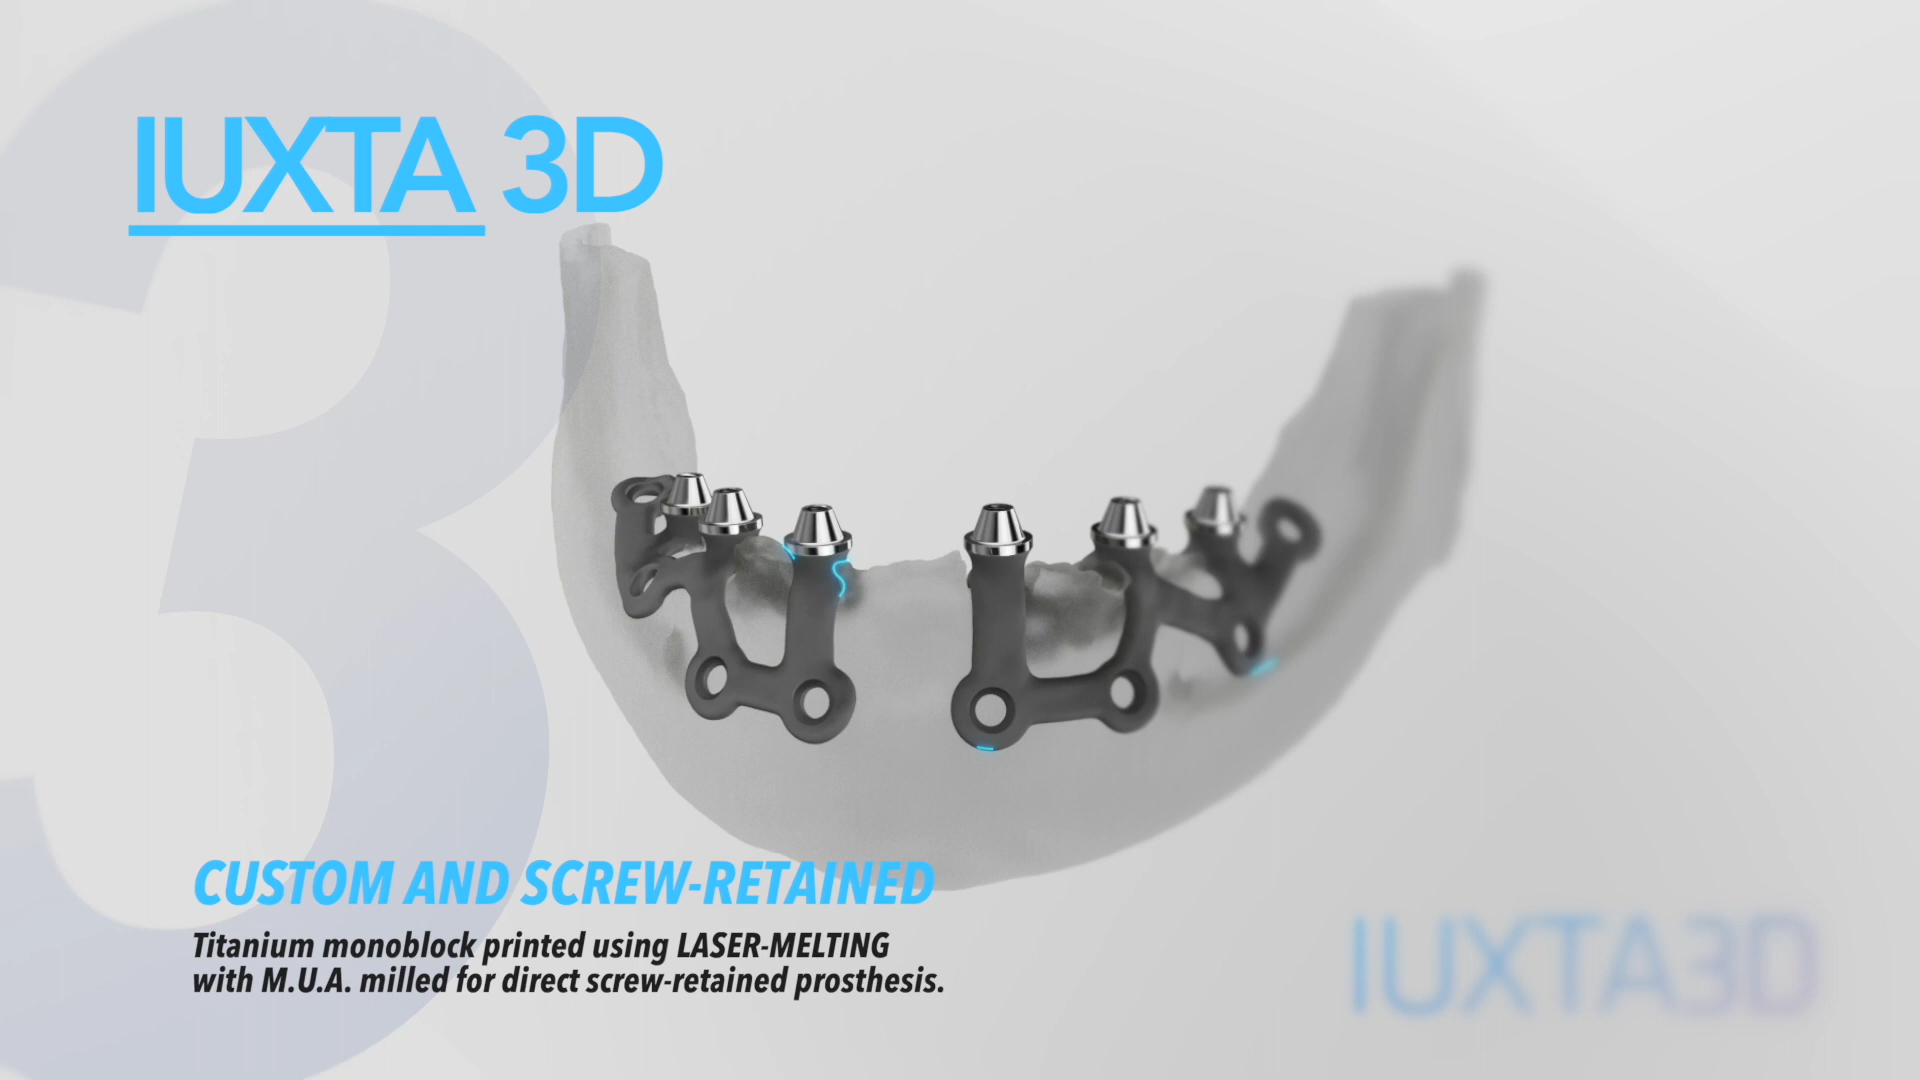 IUXTA 3D
CUSTOM AND SCREW-RETAINED
Titanium monoblock printed using LASER-MELTING
with M.U.A. milled for direct screw-retained prosthesis.
IUXTA3D